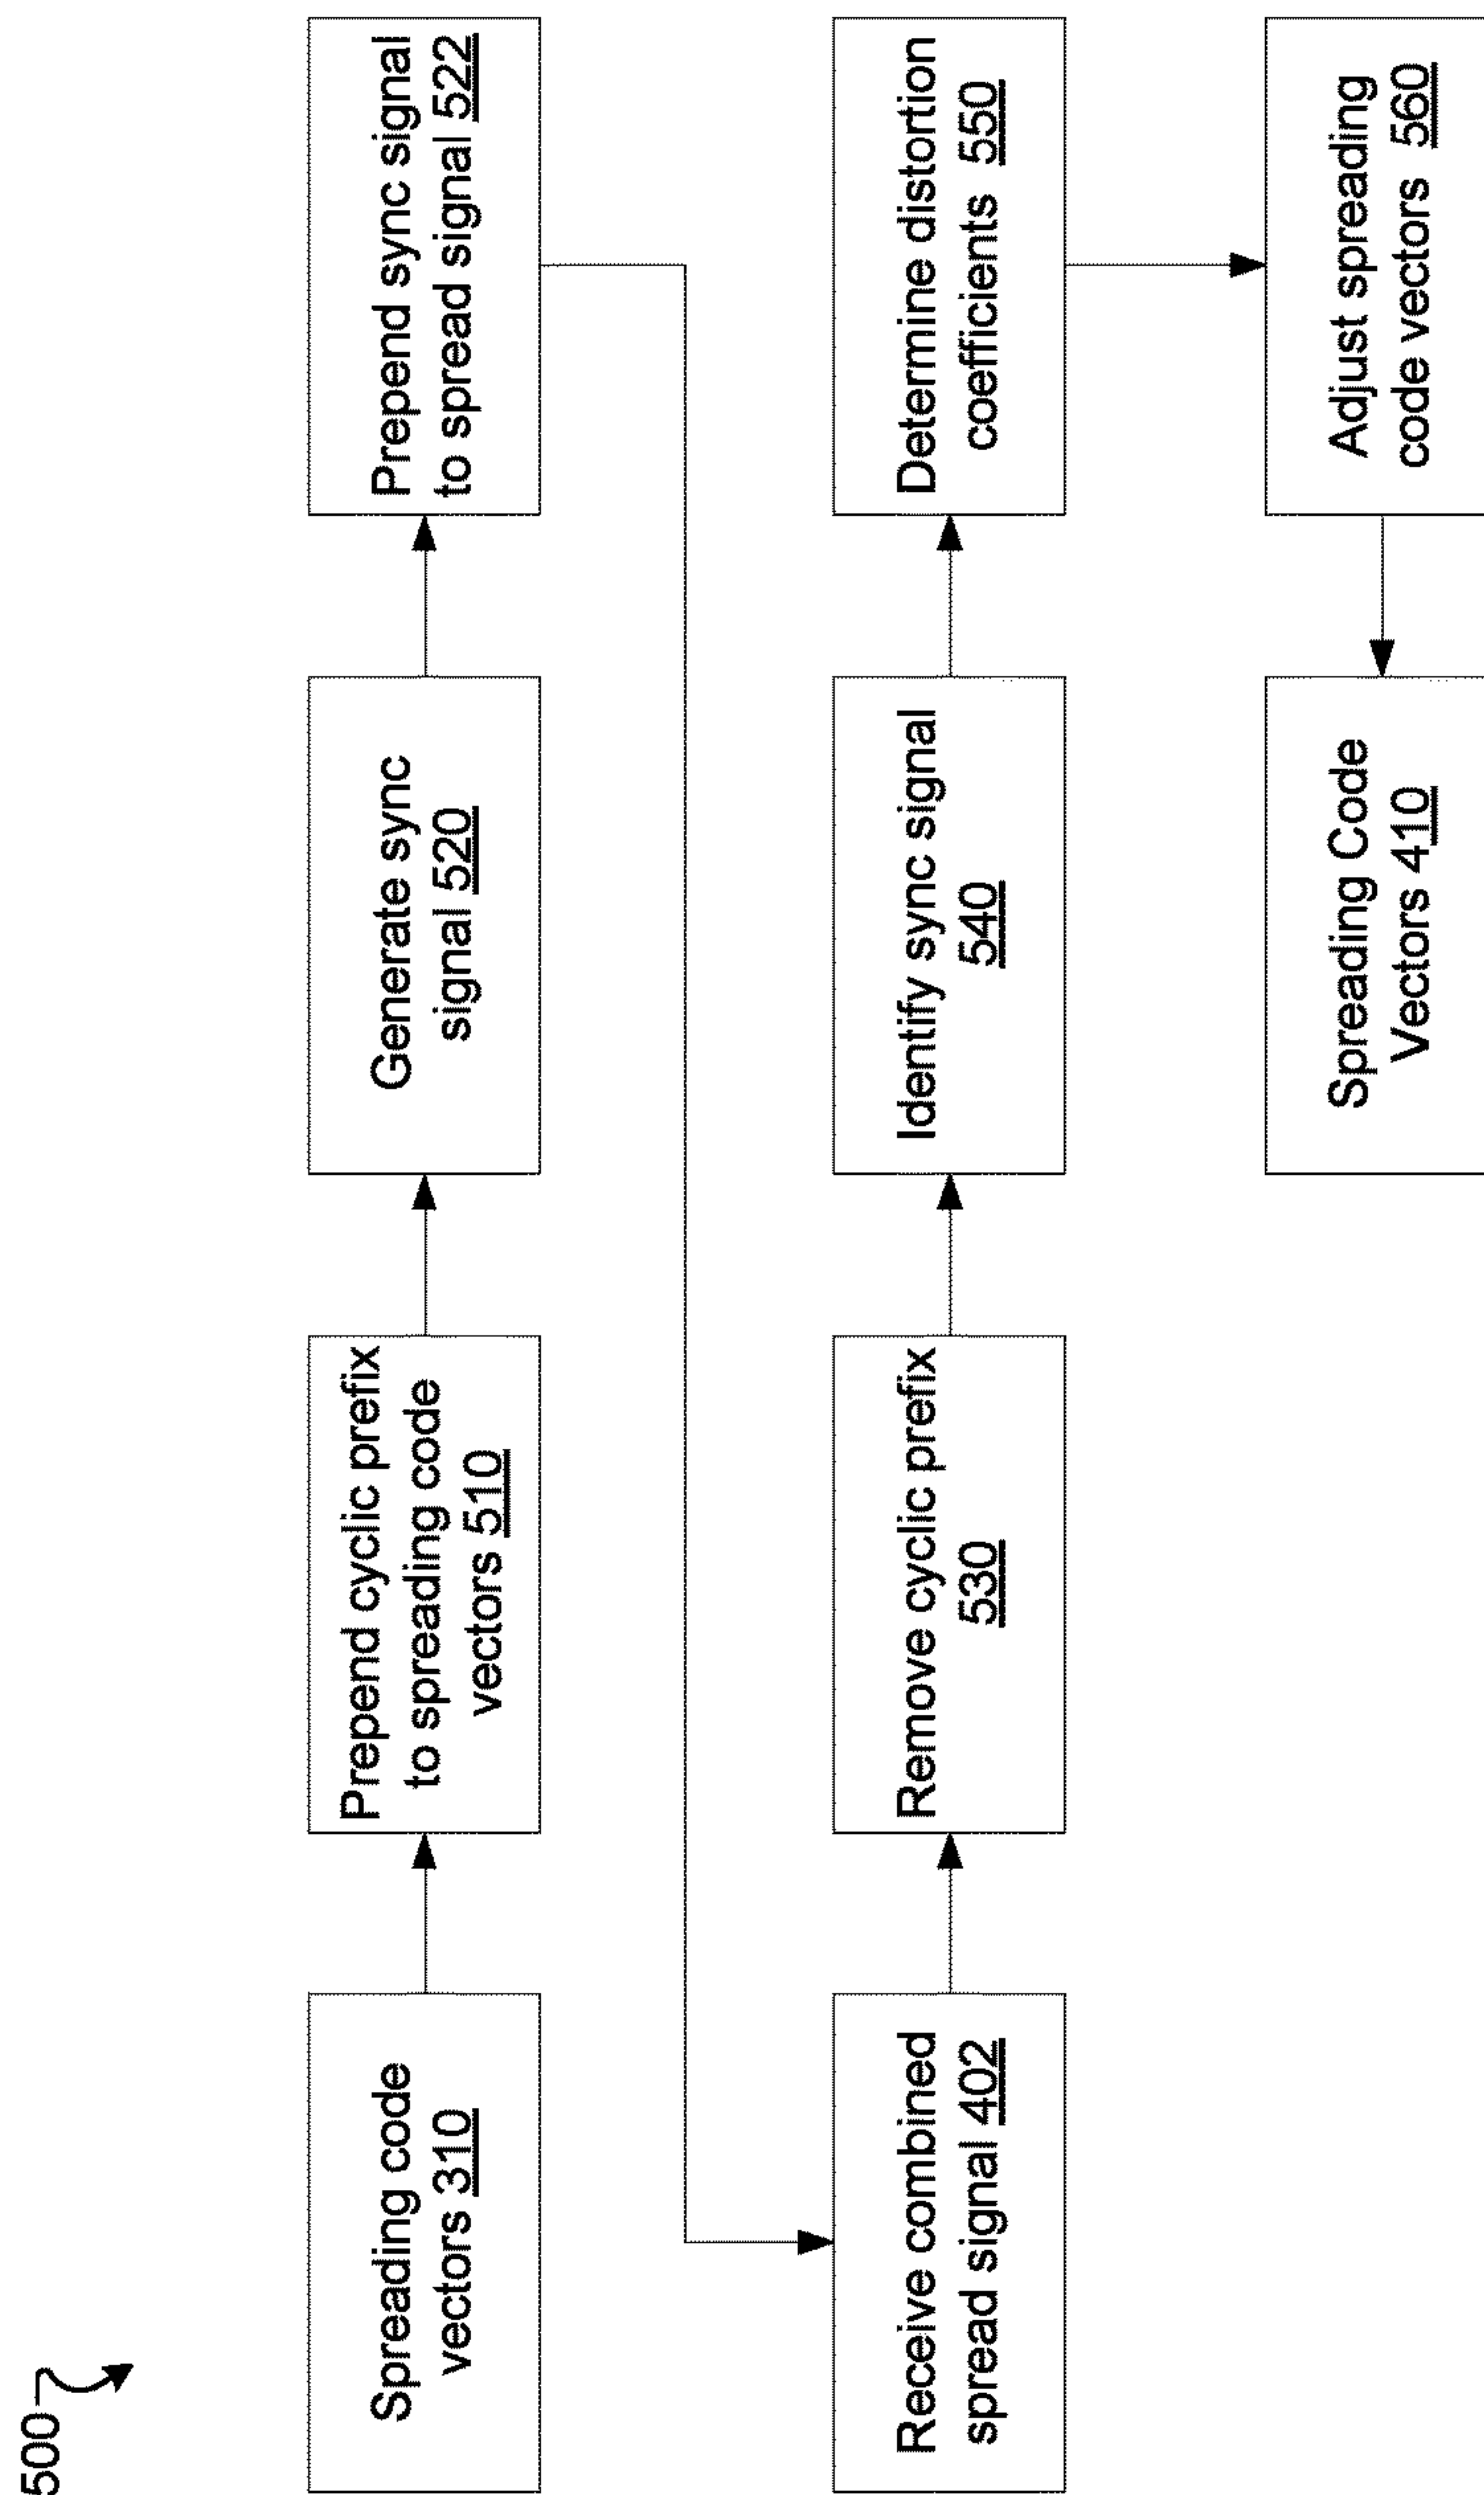 500
Spreading code
vectors 310
Prepend cyclic prefix
to spreading code
vectors 510
Generate sync
signal 520
Prepend sync signal
to spread signal 522
Receive combined
spread signal 402
Remove cyclic prefix
530
Identify sync signal
540
Determine distortion
coefficients 550
Adjust spreading
code vectors 560
Spreading Code
Vectors 410